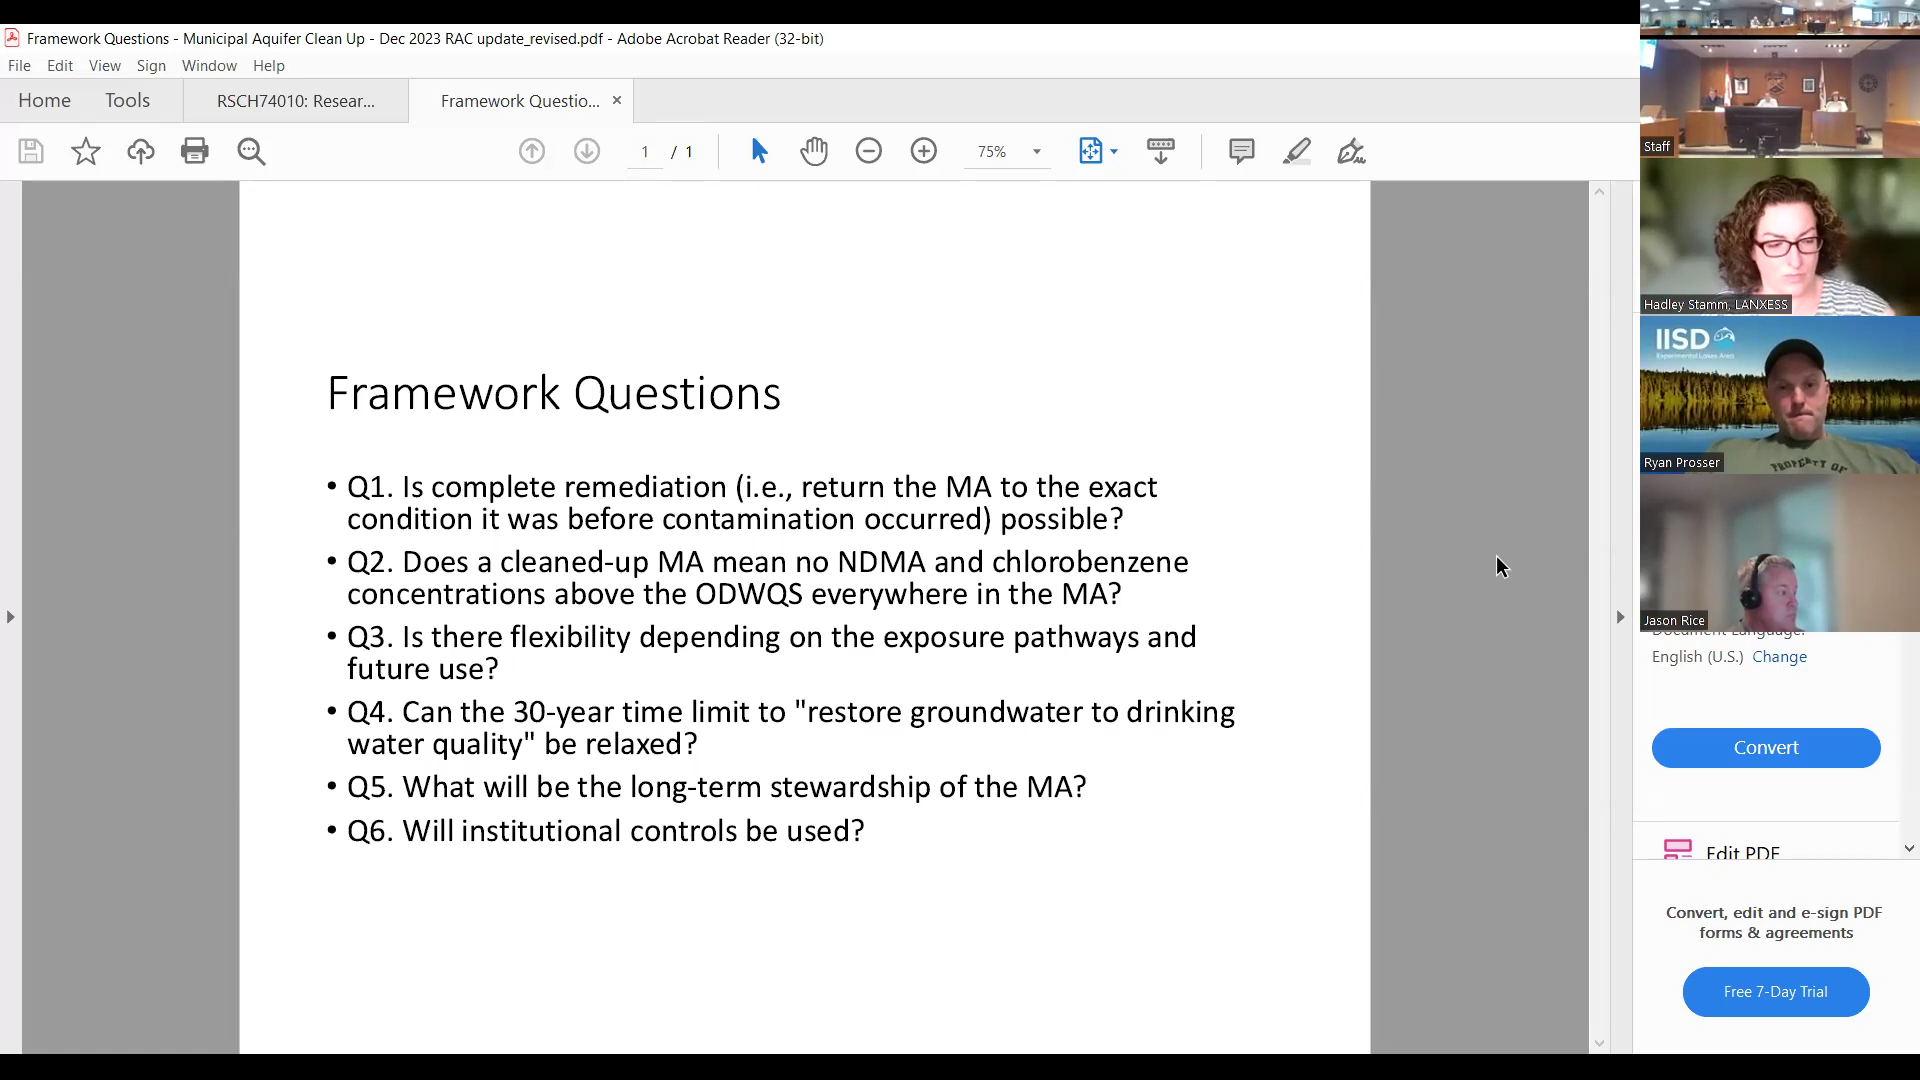 Framework Questions - Municipal Aquifer Clean Up - Dec 2023 RAC update_revised.pdf - Adobe Acrobat Reader (32-bit)
File Edit View Sign Window Help
Home Tools RSCH74010: Resear... Framework Questio... ×
1 / 1 75%
Framework Questions
• Q1. Is complete remediation (i.e., return the MA to the exact
condition it was before contamination occurred) possible?
• Q2. Does a cleaned-up MA mean no NDMA and chlorobenzene
concentrations above the ODWQS everywhere in the MA?
• Q3. Is there flexibility depending on the exposure pathways and
future use?
• Q4. Can the 30-year time limit to "restore groundwater to drinking
water quality" be relaxed?
• Q5. What will be the long-term stewardship of the MA?
• Q6. Will institutional controls be used?
Staff
Hadley Stamm, LANXESS
IISD
Experimental Lakes Area
PROPERTY OF
Ryan Prosser
Jason Rice
Document Language:
English (U.S.) Change
Convert
Edit PDF
Convert, edit and e-sign PDF
forms & agreements
Free 7-Day Trial